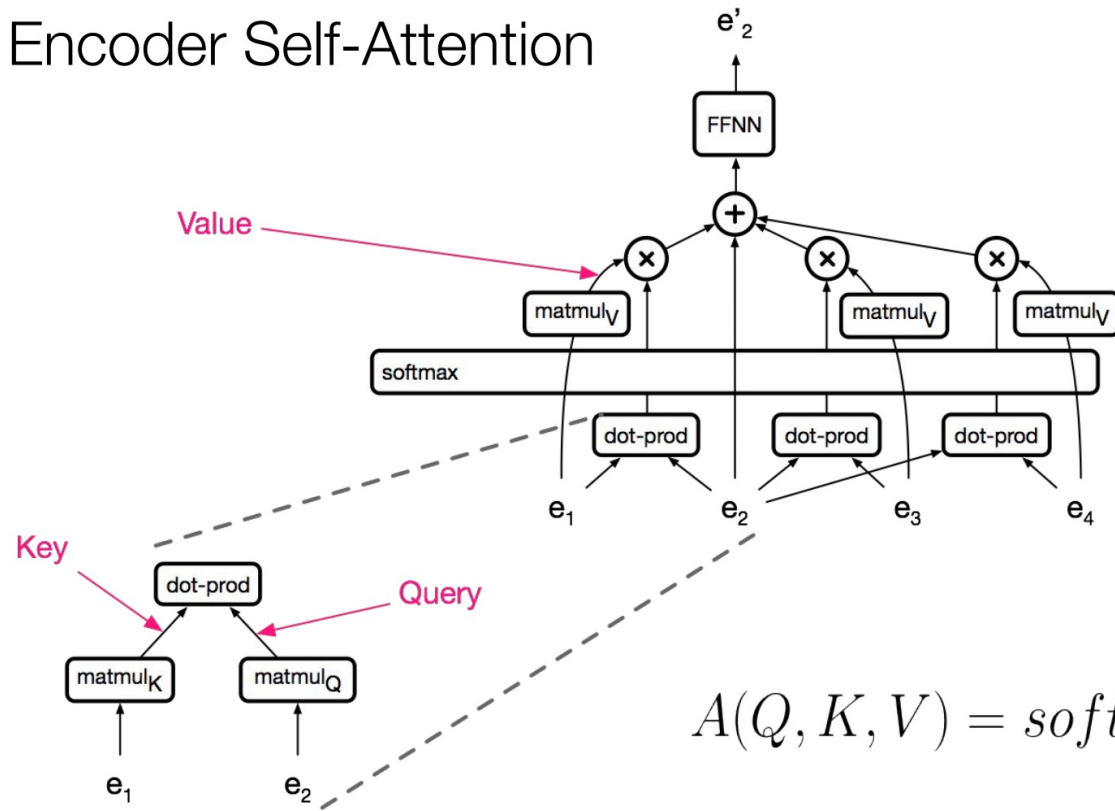 Encoder Self-Attention
e'₂
FFNN
+
Value
× × ×
matmulV matmulV matmulV
softmax
dot-prod dot-prod dot-prod
e₁ e₂ e₃ e₄
Key
dot-prod
Query
matmulK matmulQ
A(Q, K, V) = soft
e₁ e₂